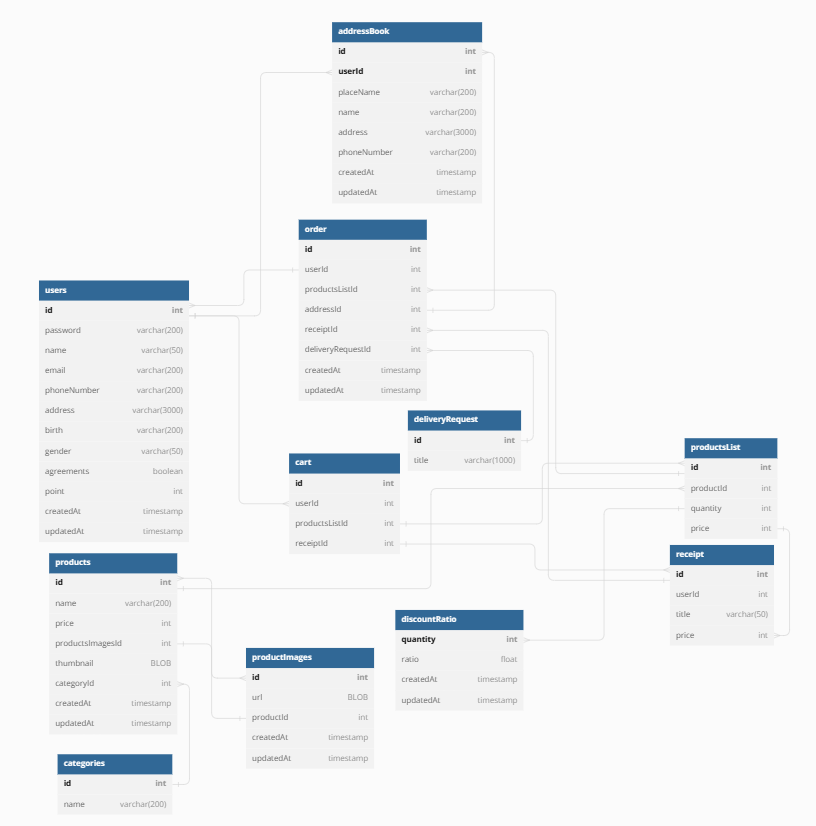 addressBook
id int
userId int
placeName varchar(200)
name varchar(200)
address varchar(3000)
phoneNumber varchar(200)
createdAt timestamp
updatedAt timestamp
order
id int
userId int
productsListId int
addressId int
receiptId int
deliveryRequestId int
createdAt timestamp
updatedAt timestamp
users
id int
password varchar(200)
name varchar(50)
email varchar(200)
phoneNumber varchar(200)
address varchar(3000)
birth varchar(200)
gender varchar(50)
agreements boolean
point int
createdAt timestamp
updatedAt timestamp
deliveryRequest
id int
title varchar(1000)
cart
id int
userId int
productsListId int
receiptId int
productsList
id int
productId int
quantity int
price int
receipt
id int
userId int
title varchar(50)
price int
products
id int
name varchar(200)
price int
productsImagesId int
thumbnail BLOB
categoryId int
createdAt timestamp
updatedAt timestamp
discountRatio
quantity int
ratio float
createdAt timestamp
updatedAt timestamp
productImages
id int
url BLOB
productId int
createdAt timestamp
updatedAt timestamp
categories
id int
name varchar(200)